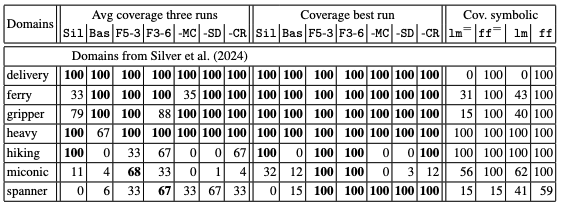 Domains Avg coverage three runs Coverage best run Cov. symbolic
Sil Bas F5-3 F3-6 -MC -SD -CR Sil Bas F5-3 F3-6 -MC -SD -CR lm= ff= lm ff
Domains from Silver et al. (2024)
delivery 100 100 100 100 100 100 100 100 100 100 100 100 100 100 0 100 0 100
ferry 33 100 100 100 35 100 100 100 100 100 100 100 100 100 31 100 43 100
gripper 79 100 100 88 100 100 100 100 100 100 100 100 100 100 15 100 40 100
heavy 100 67 100 100 100 100 100 100 100 100 100 100 100 100 100 100 100 100
hiking 100 0 33 67 0 0 67 100 0 100 100 0 0 100 100 100 100 100
miconic 11 4 68 33 0 1 4 32 12 100 100 0 3 12 56 100 62 100
spanner 0 6 33 67 33 67 33 0 15 100 100 100 100 100 15 15 41 59